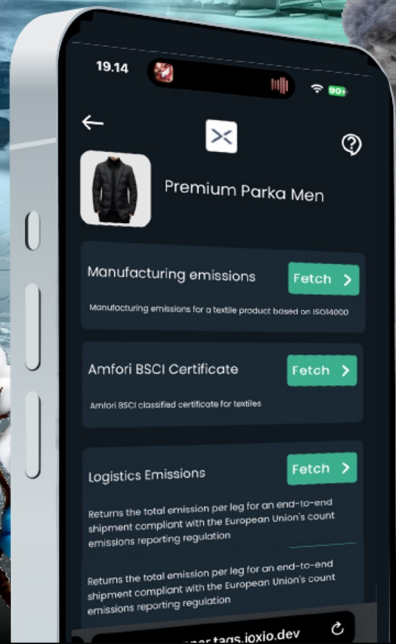 19.14
90+
Premium Parka Men
Manufacturing emissions
Fetch
Manufacturing emissions for a textile product based on ISO14000
Amfori BSCI Certificate
Fetch
Amfori BSCI classified certificate for textiles
Logistics Emissions
Fetch
Returns the total emission per leg for an end-to-end
shipment compliant with the European Union's count
emissions reporting regulation
Returns the total emission per leg for an end-to-end
shipment compliant with the European Union's count
emissions reporting regulation
.tags.ioxio.dev